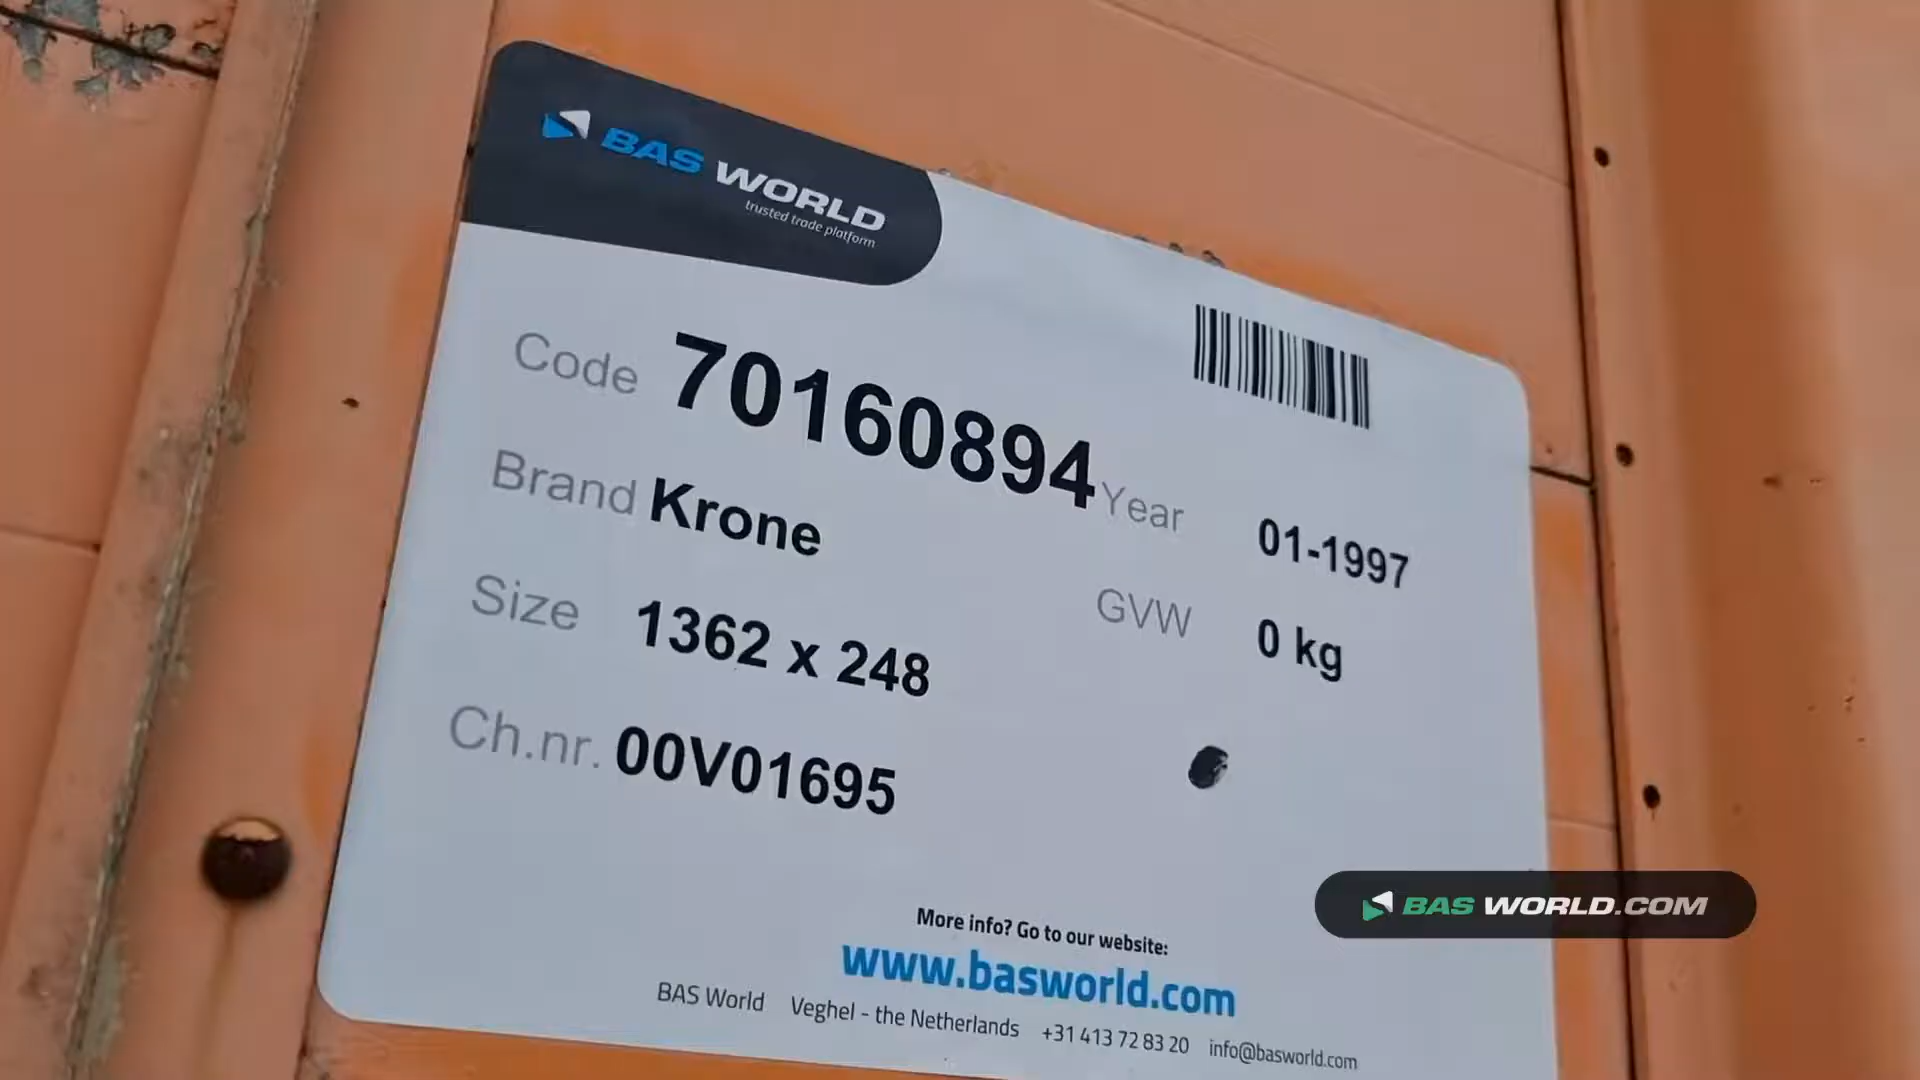 BAS WORLD
trusted trade platform
Code 70160894
Year 01-1997
Brand Krone
GVW 0 kg
Size 1362 x 248
Ch.nr. 00V01695
More info? Go to our website:
www.basworld.com
BAS World Veghel - the Netherlands +31 413 72 83 20 info@basworld.com
BAS WORLD.COM